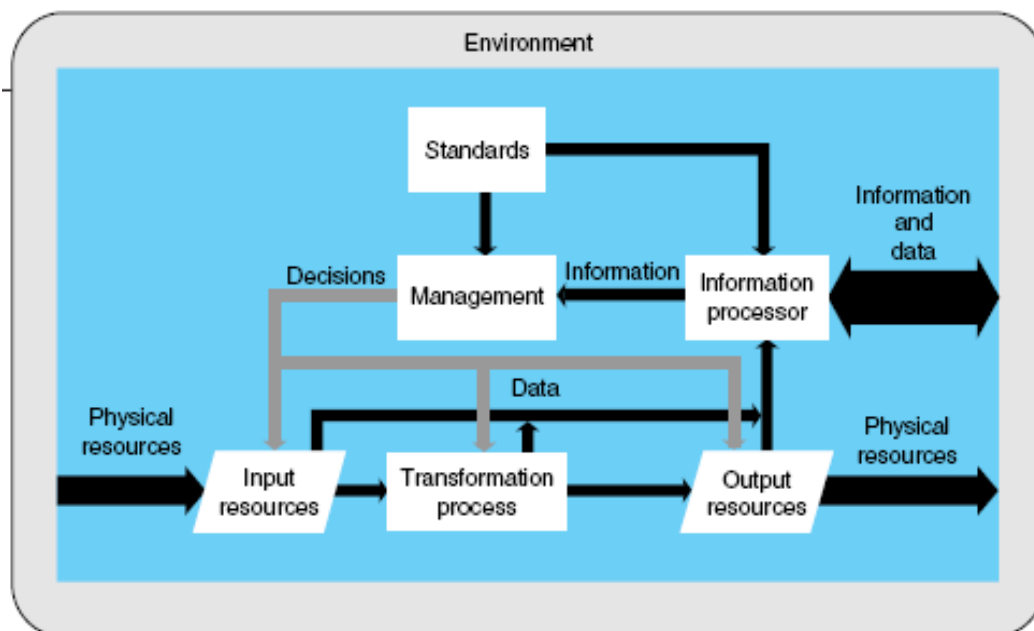 Environment
Standards
Information
and
data
Decisions
Management
Information
Information
processor
Data
Physical
resources
Input
resources
Transformation
process
Output
resources
Physical
resources